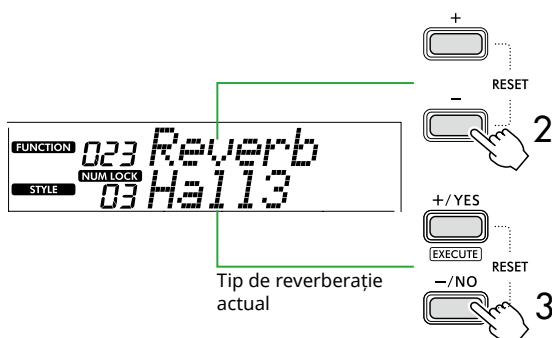 +
RESET
−
2
FUNCTION 023 Reverb
NUM LOCK
STYLE 03 Hall3
+/YES
EXECUTE
RESET
−/NO
3
Tip de reverberație
actual